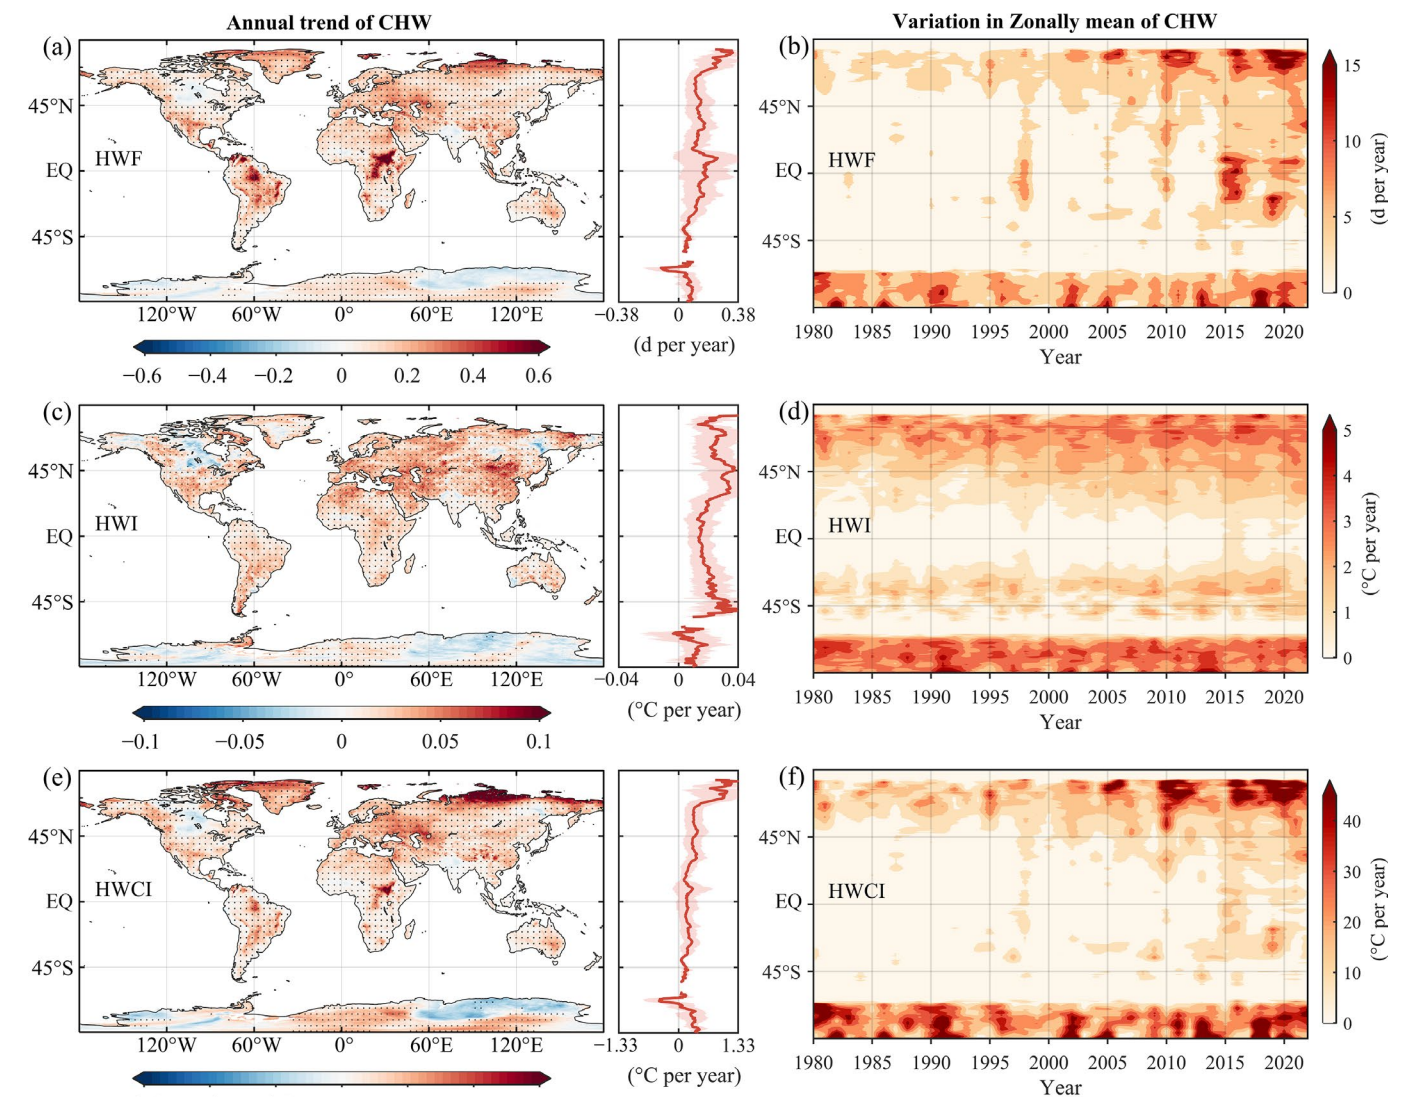 Annual trend of CHW
Variation in Zonally mean of CHW
(a)
45°N
EQ
45°S
HWF
120°W 60°W 0° 60°E 120°E
−0.6 −0.4 −0.2 0 0.2 0.4 0.6
−0.38 0 0.38
(d per year)
(b)
45°N
EQ
45°S
HWF
1980 1985 1990 1995 2000 2005 2010 2015 2020
Year
15
10
5
0
(d per year)
(c)
45°N
EQ
45°S
HWI
120°W 60°W 0° 60°E 120°E
−0.1 −0.05 0 0.05 0.1
−0.04 0 0.04
(°C per year)
(d)
45°N
EQ
45°S
HWI
1980 1985 1990 1995 2000 2005 2010 2015 2020
Year
5
4
3
2
1
0
(°C per year)
(e)
45°N
EQ
45°S
HWCI
120°W 60°W 0° 60°E 120°E
−1.33 0 1.33
(°C per year)
(f)
45°N
EQ
45°S
HWCI
1980 1985 1990 1995 2000 2005 2010 2015 2020
Year
40
30
20
10
0
(°C per year)